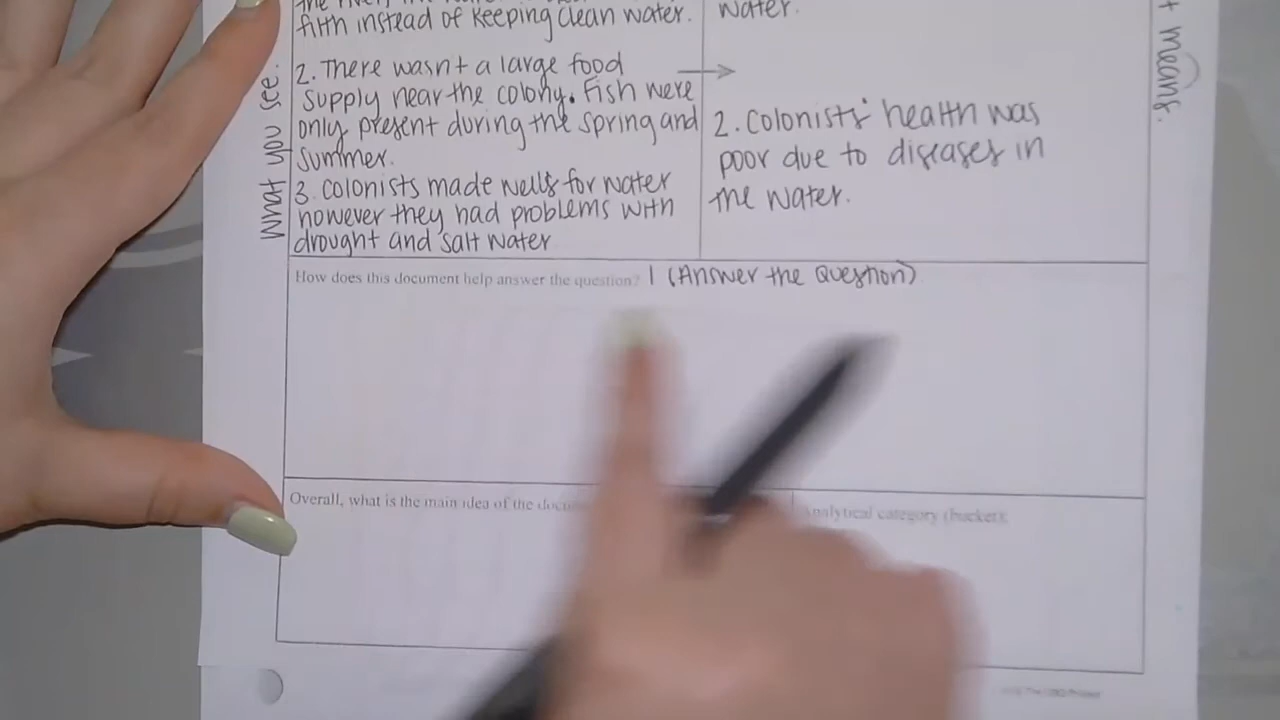 filth instead of keeping clean water.
water.
2. There wasn't a large food
supply near the colony. Fish were
only present during the spring and
summer.
3. colonists made wells for water
however they had problems with
drought and salt water
2. Colonists' health was
poor due to diseases in
the water.
What you see.
means.
How does this document help answer the question? 1 (Answer the Question)
Overall, what is the main idea of the
Analytical category (bucket):